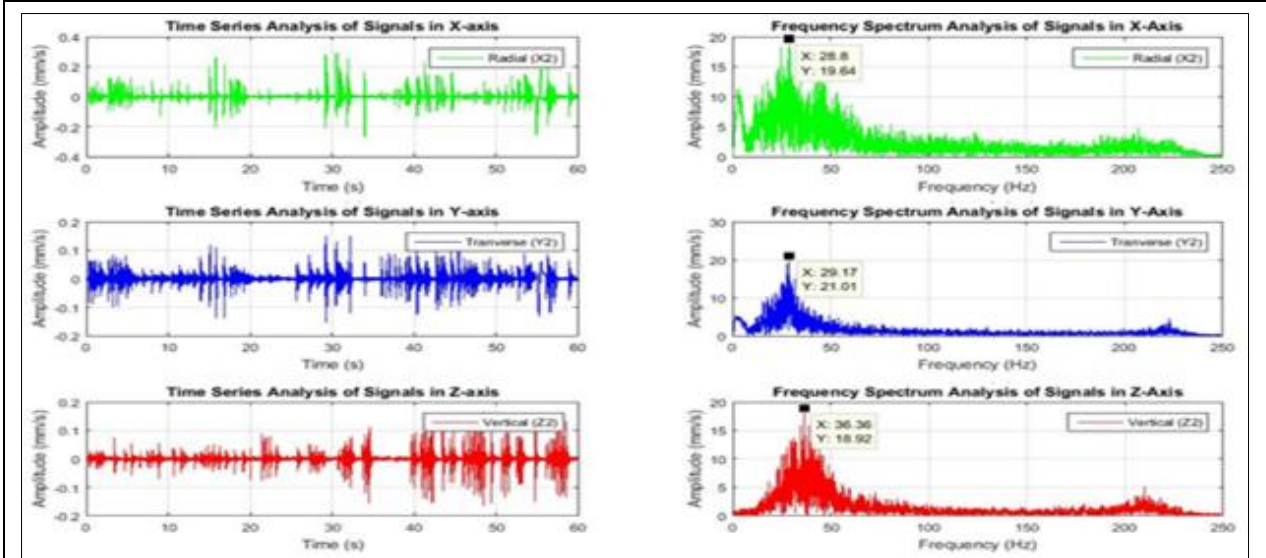 Time Series Analysis of Signals in X-axis
Amplitude (mm/s)
0.4
0.2
0
-0.2
-0.4
Radial (X2)
0 10 20 30 40 50 60
Time (s)
Frequency Spectrum Analysis of Signals in X-Axis
Amplitude (mm/s)
20
15
10
5
0
X: 28.8
Y: 19.64
Radial (X2)
0 50 100 150 200 250
Frequency (Hz)
Time Series Analysis of Signals in Y-axis
Amplitude (mm/s)
0.2
0.1
0
-0.1
-0.2
Tranverse (Y2)
0 10 20 30 40 50 60
Time (s)
Frequency Spectrum Analysis of Signals in Y-Axis
Amplitude (mm/s)
30
20
10
0
X: 29.17
Y: 21.01
Tranverse (Y2)
0 50 100 150 200 250
Frequency (Hz)
Time Series Analysis of Signals in Z-axis
Amplitude (mm/s)
0.2
0.1
0
-0.1
-0.2
Vertical (Z2)
0 10 20 30 40 50 60
Time (s)
Frequency Spectrum Analysis of Signals in Z-Axis
Amplitude (mm/s)
20
15
10
5
0
X: 36.36
Y: 18.92
Vertical (Z2)
0 50 100 150 200 250
Frequency (Hz)